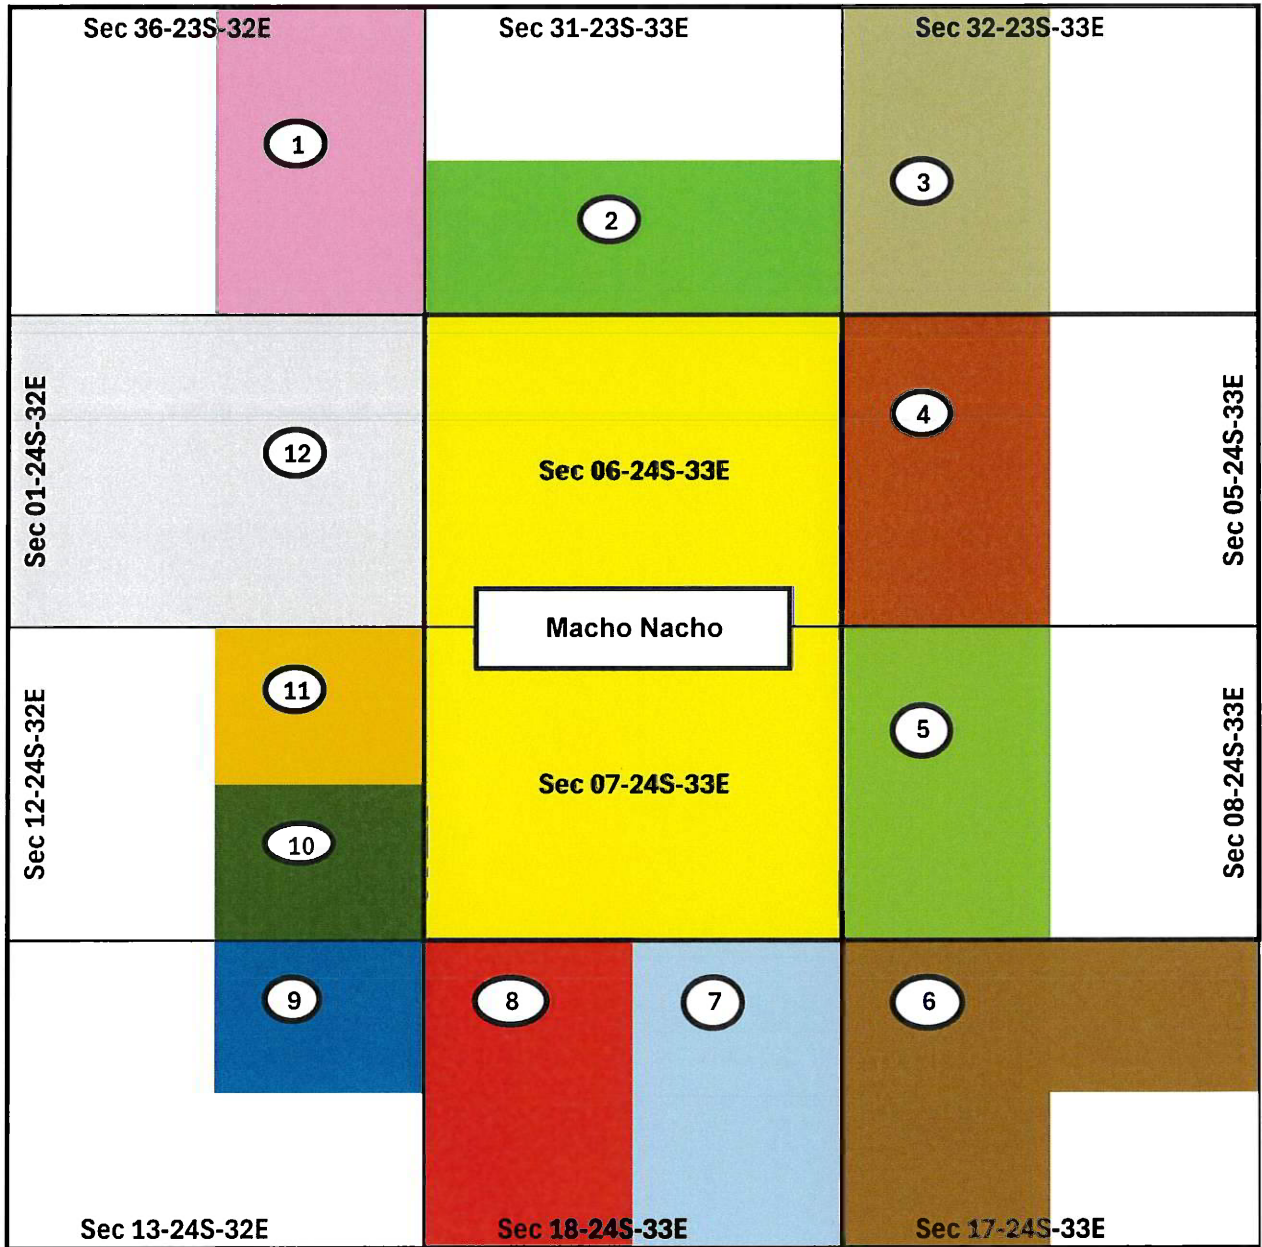 Sec 36-23S-32E
Sec 31-23S-33E
Sec 32-23S-33E
1
2
3
Sec 01-24S-32E
12
Sec 06-24S-33E
4
Sec 05-24S-33E
Macho Nacho
Sec 12-24S-32E
11
10
Sec 07-24S-33E
5
Sec 08-24S-33E
9
8
7
6
Sec 13-24S-32E
Sec 18-24S-33E
Sec 17-24S-33E